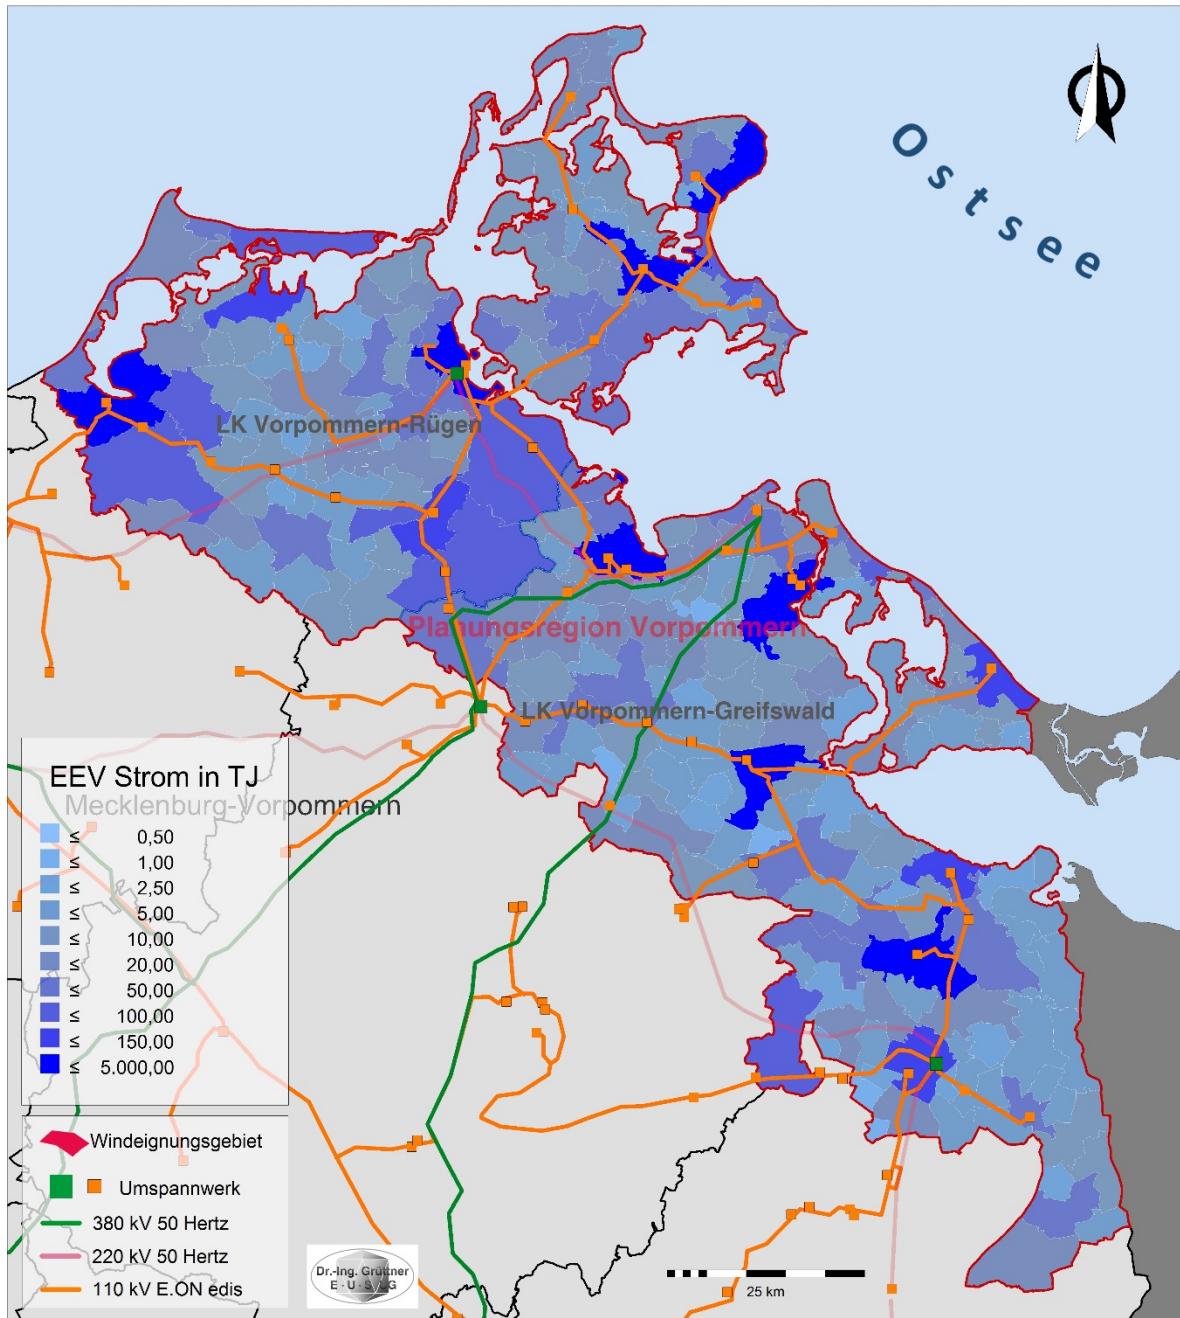 Ostsee
LK Vorpommern-Rügen
Planungsregion Vorpommern
LK Vorpommern-Greifswald
EEV Strom in TJ
Mecklenburg-Vorpommern
≤ 0,50
≤ 1,00
≤ 2,50
≤ 5,00
≤ 10,00
≤ 20,00
≤ 50,00
≤ 100,00
≤ 150,00
≤ 5.000,00
Windeignungsgebiet
Umspannwerk
380 kV 50 Hertz
220 kV 50 Hertz
110 kV E.ON edis
Dr.-Ing. Grüttner
25 km